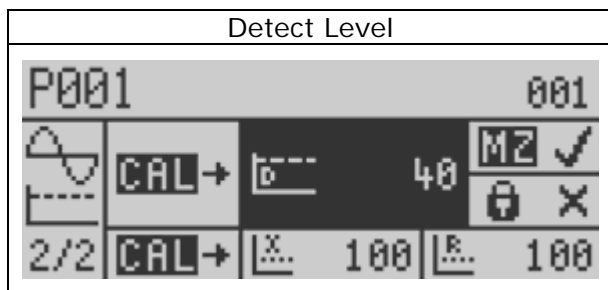 Detect Level
P001 001
CAL D 40 MZ
2/2 CAL X 100 R 100